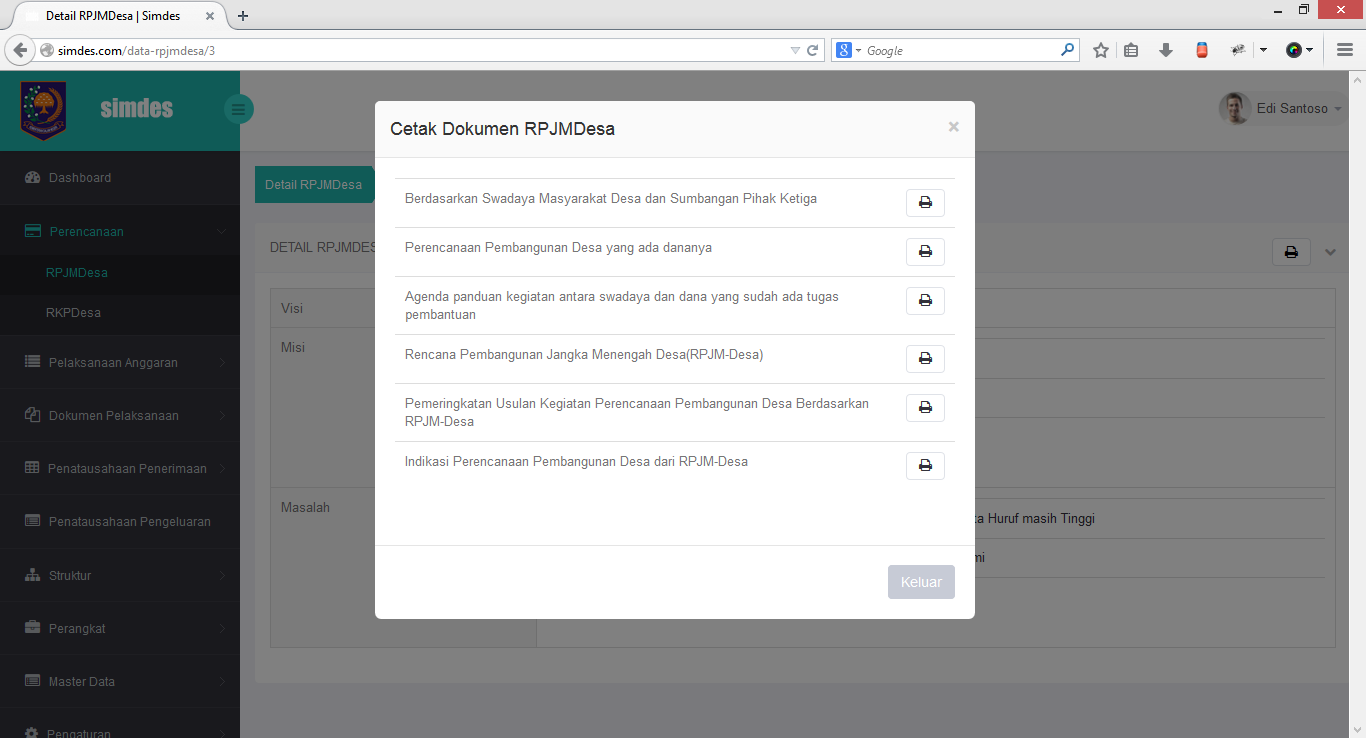 Detail RPJMDesa | Simdes
simdes.com/data-rpjmdesa/3
Google
simdes
Edi Santoso
Dashboard
Perencanaan
RPJMDesa
RKPDesa
Pelaksanaan Anggaran
Dokumen Pelaksanaan
Penatausahaan Penerimaan
Penatausahaan Pengeluaran
Struktur
Perangkat
Master Data
Pengaturan
Detail RPJMDesa
DETAIL RPJMDES
Visi
Misi
Masalah
Huruf masih Tinggi
Cetak Dokumen RPJMDesa
Berdasarkan Swadaya Masyarakat Desa dan Sumbangan Pihak Ketiga
Perencanaan Pembangunan Desa yang ada dananya
Agenda panduan kegiatan antara swadaya dan dana yang sudah ada tugas
pembantuan
Rencana Pembangunan Jangka Menengah Desa(RPJM-Desa)
Pemeringkatan Usulan Kegiatan Perencanaan Pembangunan Desa Berdasarkan
RPJM-Desa
Indikasi Perencanaan Pembangunan Desa dari RPJM-Desa
Keluar